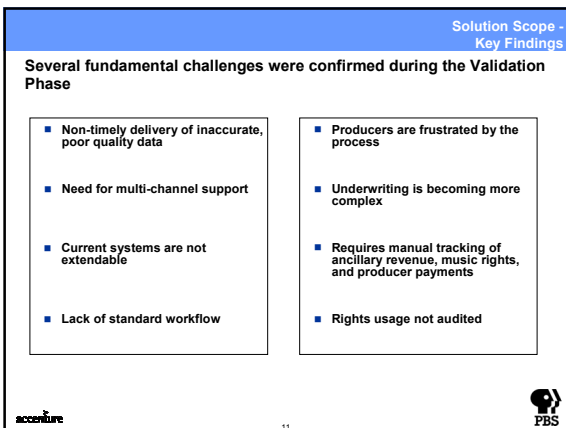 Solution Scope -
Key Findings
Several fundamental challenges were confirmed during the Validation
Phase
Non-timely delivery of inaccurate,
poor quality data
Need for multi-channel support
Current systems are not
extendable
Lack of standard workflow
Producers are frustrated by the
process
Underwriting is becoming more
complex
Requires manual tracking of
ancillary revenue, music rights,
and producer payments
Rights usage not audited
accenture
11
PBS